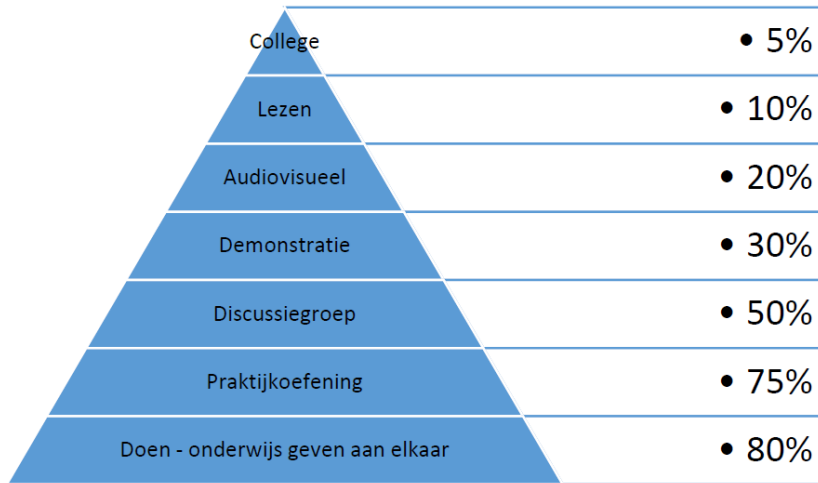 College • 5%
Lezen • 10%
Audiovisueel • 20%
Demonstratie • 30%
Discussiegroep • 50%
Praktijkoefening • 75%
Doen - onderwijs geven aan elkaar • 80%